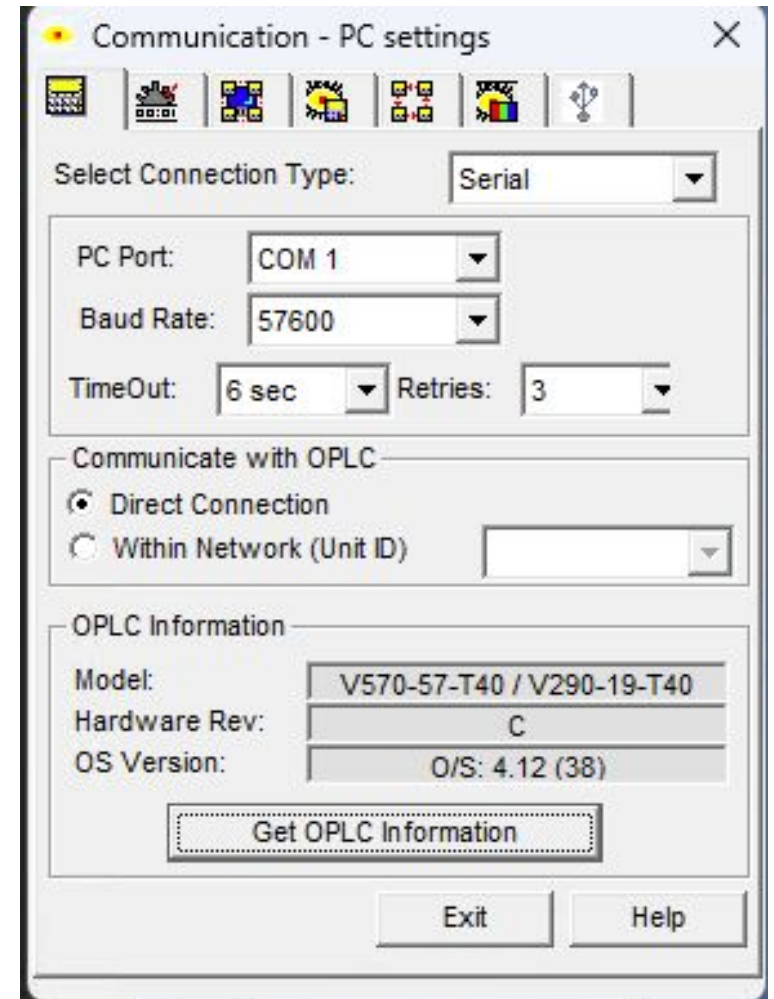 Communication - PC settings
Select Connection Type: Serial
PC Port: COM 1
Baud Rate: 57600
TimeOut: 6 sec Retries: 3
Communicate with OPLC
Direct Connection
Within Network (Unit ID)
OPLC Information
Model: V570-57-T40 / V290-19-T40
Hardware Rev: C
OS Version: O/S: 4.12 (38)
Get OPLC Information
Exit Help